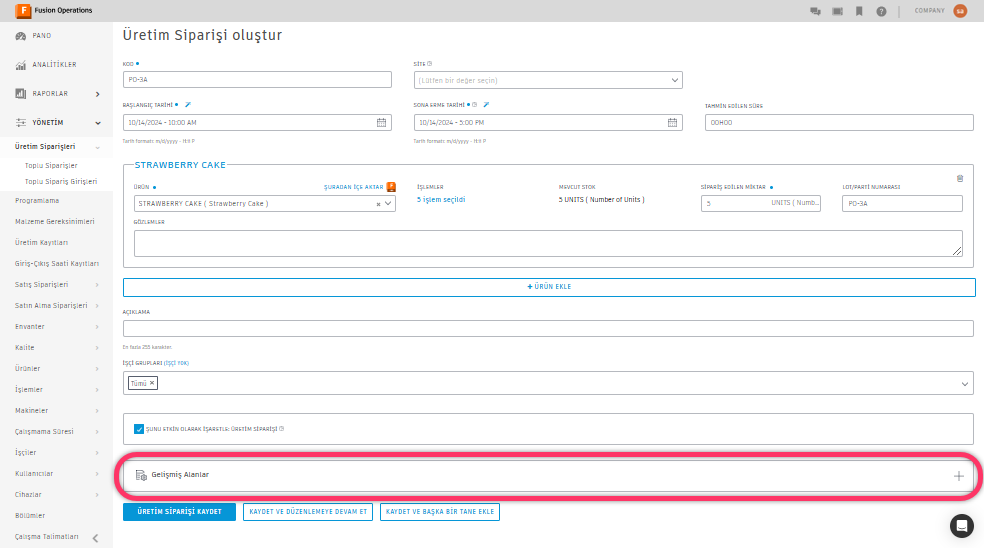 Fusion Operations
COMPANY
sa
PANO
ANALİTİKLER
RAPORLAR
YÖNETİM
Üretim Siparişleri
Toplu Siparişler
Toplu Sipariş Girişleri
Programlama
Malzeme Gereksinimleri
Üretim Kayıtları
Giriş-Çıkış Saati Kayıtları
Satış Siparişleri
Satın Alma Siparişleri
Envanter
Kalite
Ürünler
İşlemler
Makineler
Çalışmama Süresi
İşçiler
Kullanıcılar
Cihazlar
Bölümler
Çalışma Talimatları
Üretim Siparişi oluştur
KOD
PO-3A
SİTE
(Lütfen bir değer seçin)
BAŞLANGIÇ TARİHİ
10/14/2024 - 10:00 AM
Tarih formatı: m/d/yyyy - tt:tt P
SONA ERME TARİHİ
10/14/2024 - 5:00 PM
Tarih formatı: m/d/yyyy - tt:tt P
TAHMİN EDİLEN SÜRE
00H00
STRAWBERRY CAKE
ÜRÜN
ŞURADAN İÇE AKTAR
STRAWBERRY CAKE ( Strawberry Cake )
İŞLEMLER
5 işlem seçildi
MEVCUT STOK
5 UNITS ( Number of Units )
SİPARİŞ EDİLEN MİKTAR
5 UNITS ( Numb...
LOT/PARTİ NUMARASI
PO-3A
GÖZLEMLER
+ ÜRÜN EKLE
AÇIKLAMA
En fazla 255 karakter.
İŞÇİ GRUPLARI (İŞÇİ YOK)
Tümü ×
ŞUNU ETKİN OLARAK İŞARETLE: ÜRETİM SİPARİŞİ
Gelişmiş Alanlar
ÜRETİM SİPARİŞİ KAYDET
KAYDET VE DÜZENLEMEYE DEVAM ET
KAYDET VE BAŞKA BİR TANE EKLE